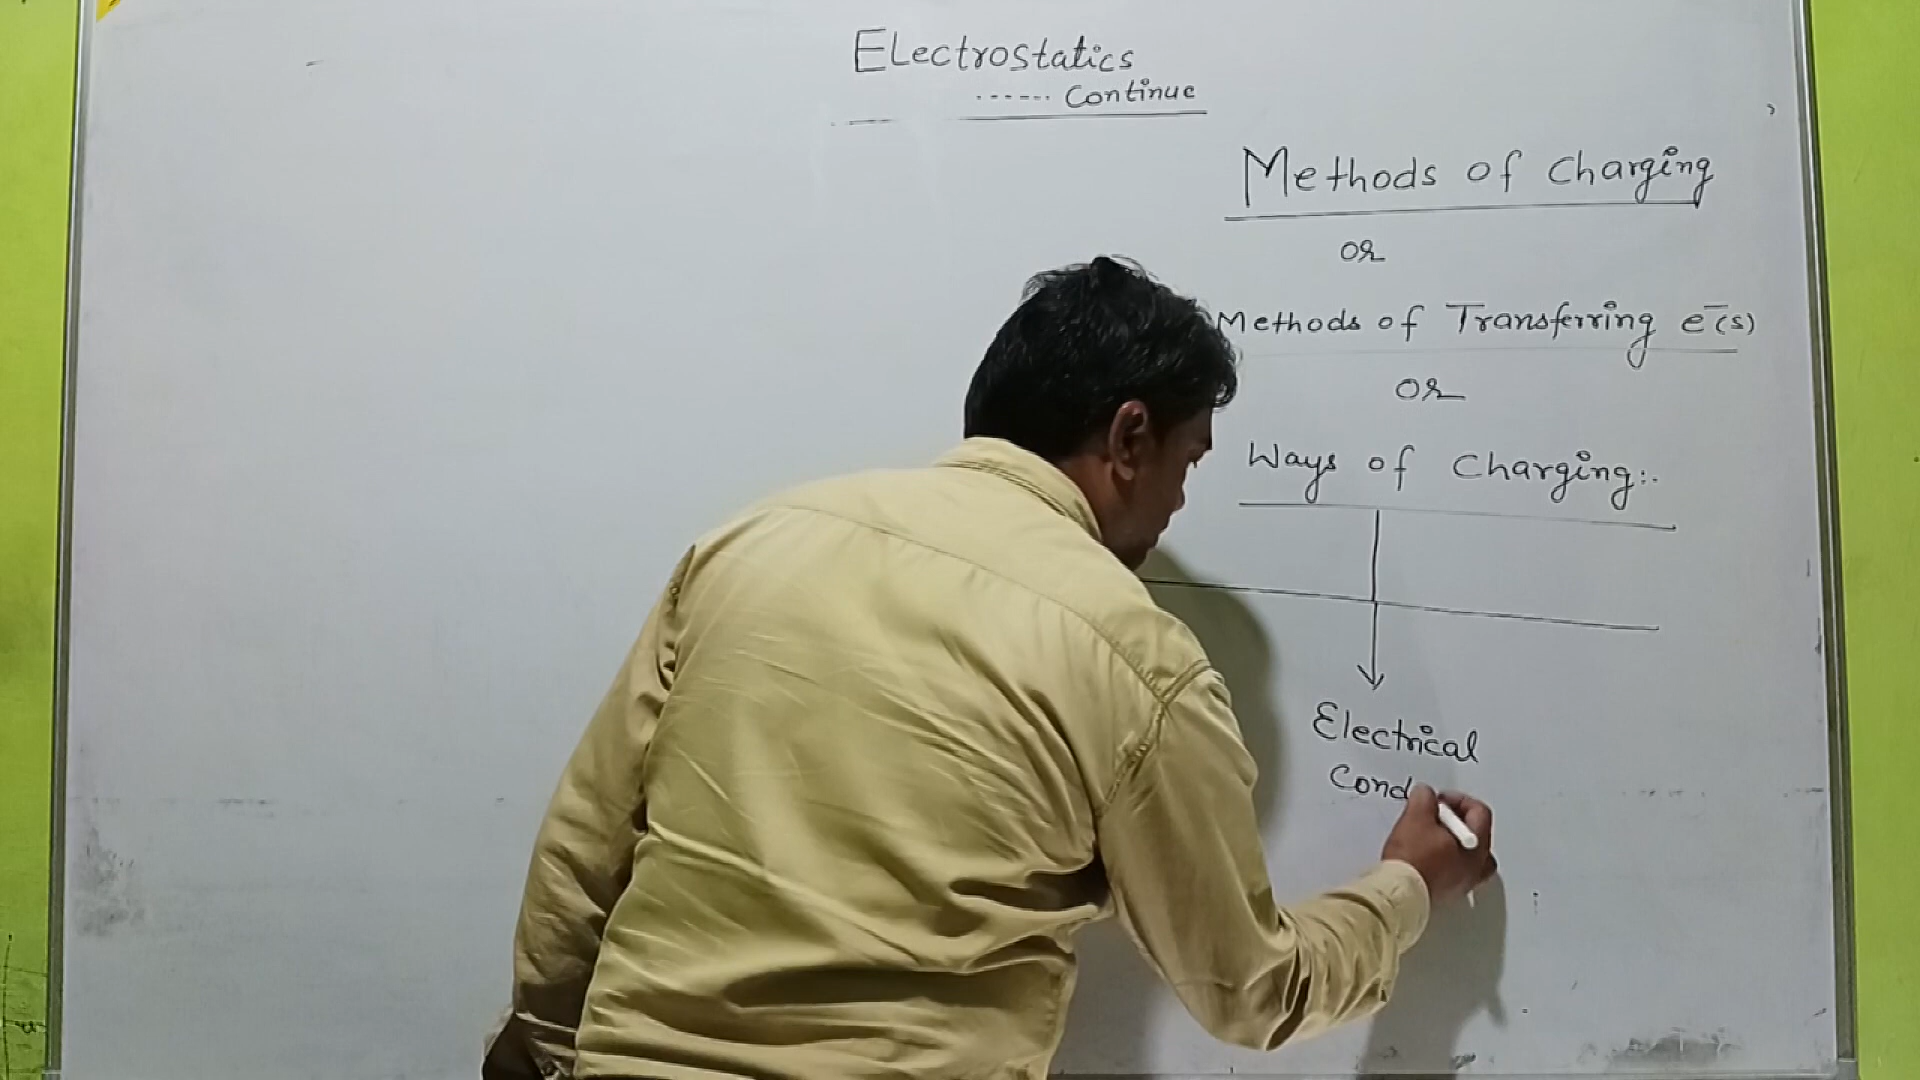 Electrostatics
...... Continue
Methods of Charging
or
Methods of Transferring e⁻(s)
or
Ways of Charging:.
Electrical
Cond